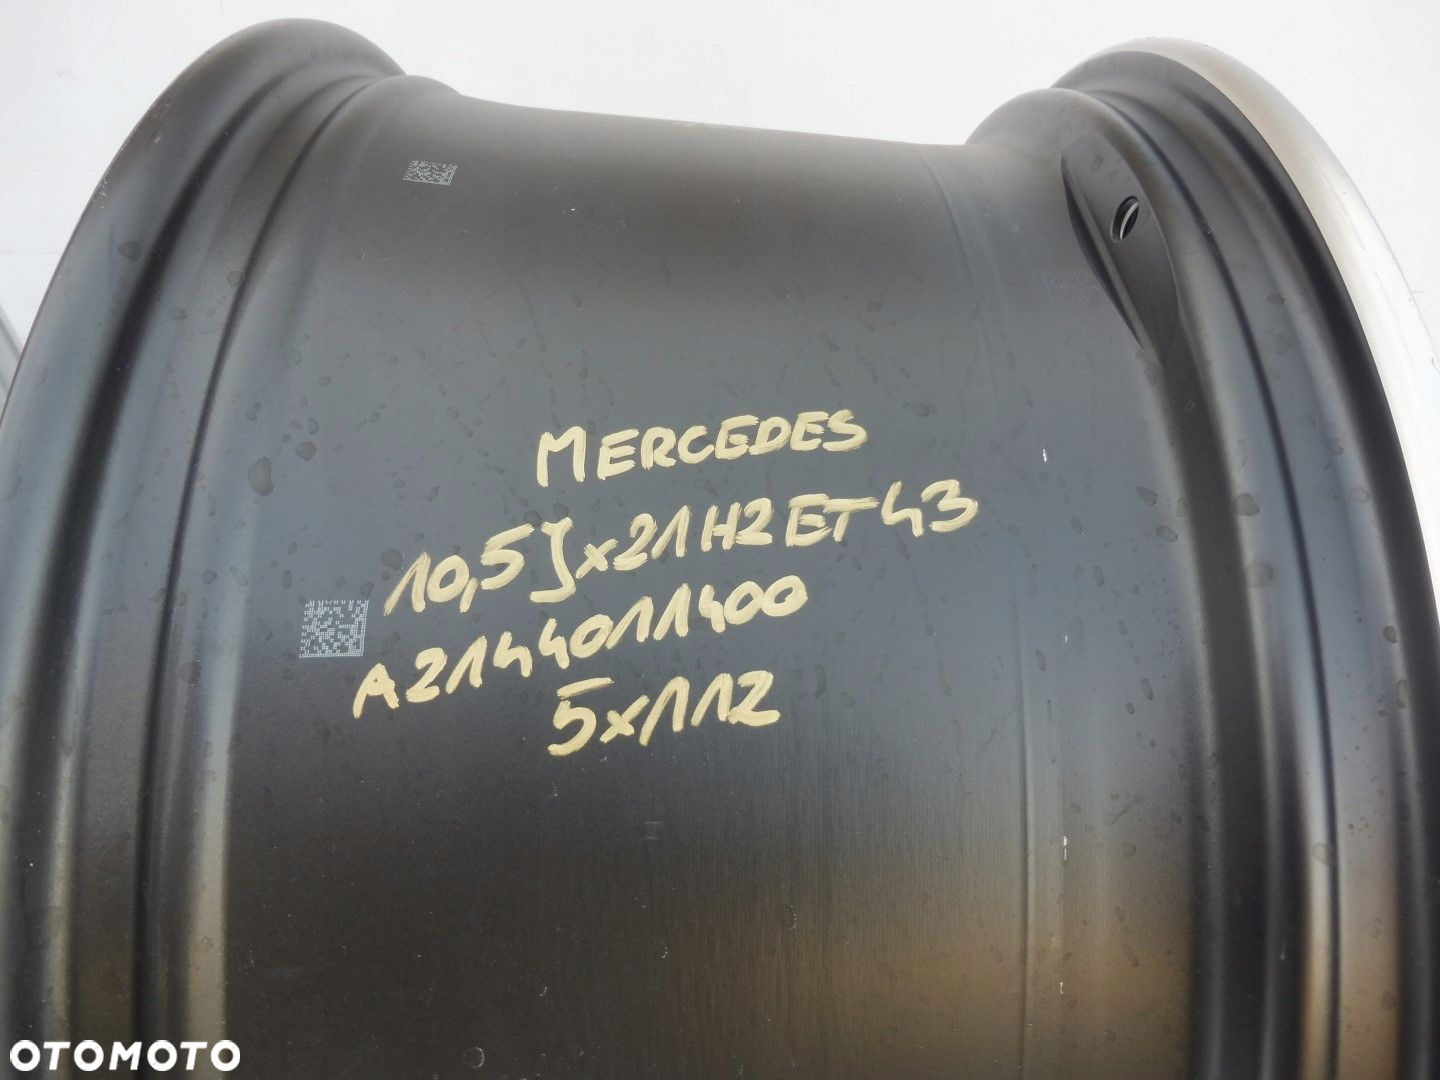 MERCEDES
10,5Jx21H2ET43
A2144011400
5x112
OTOMOTO